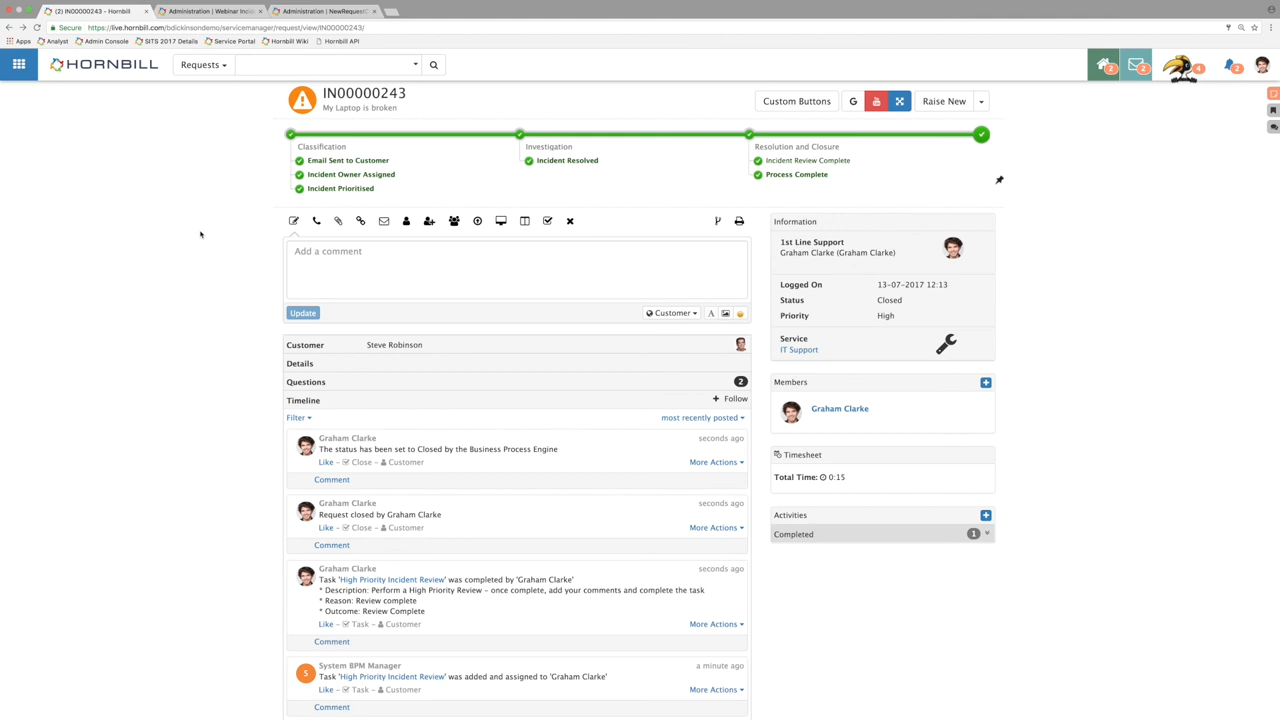 (2) IN00000243 - Hornbill
Administration | Webinar Incid
Administration | NewRequestC
Secure
https://live.hornbill.com/bdickinsondemo/servicemanager/request/view/IN00000243/
Apps
Analyst
Admin Console
SITS 2017 Details
Service Portal
Hornbill Wiki
Hornbill API
HORNBILL
Requests
2
2
4
2
IN00000243
My Laptop is broken
Custom Buttons
G
Raise New
Classification
Email Sent to Customer
Incident Owner Assigned
Incident Prioritised
Investigation
Incident Resolved
Resolution and Closure
Incident Review Complete
Process Complete
Add a comment
Update
Customer
A
Customer
Steve Robinson
Details
Questions
2
Timeline
+ Follow
Filter
most recently posted
Graham Clarke
seconds ago
The status has been set to Closed by the Business Process Engine
Like - Close - Customer
More Actions
Comment
Graham Clarke
seconds ago
Request closed by Graham Clarke
Like - Close - Customer
More Actions
Comment
Graham Clarke
seconds ago
Task 'High Priority Incident Review' was completed by 'Graham Clarke'
* Description: Perform a High Priority Review - once complete, add your comments and complete the task
* Reason: Review complete
* Outcome: Review Complete
Like - Task - Customer
More Actions
Comment
S
System BPM Manager
a minute ago
Task 'High Priority Incident Review' was added and assigned to 'Graham Clarke'
Like - Task - Customer
More Actions
Comment
Information
1st Line Support
Graham Clarke (Graham Clarke)
Logged On
13-07-2017 12:13
Status
Closed
Priority
High
Service
IT Support
Members
Graham Clarke
Timesheet
Total Time: 0:15
Activities
Completed
1